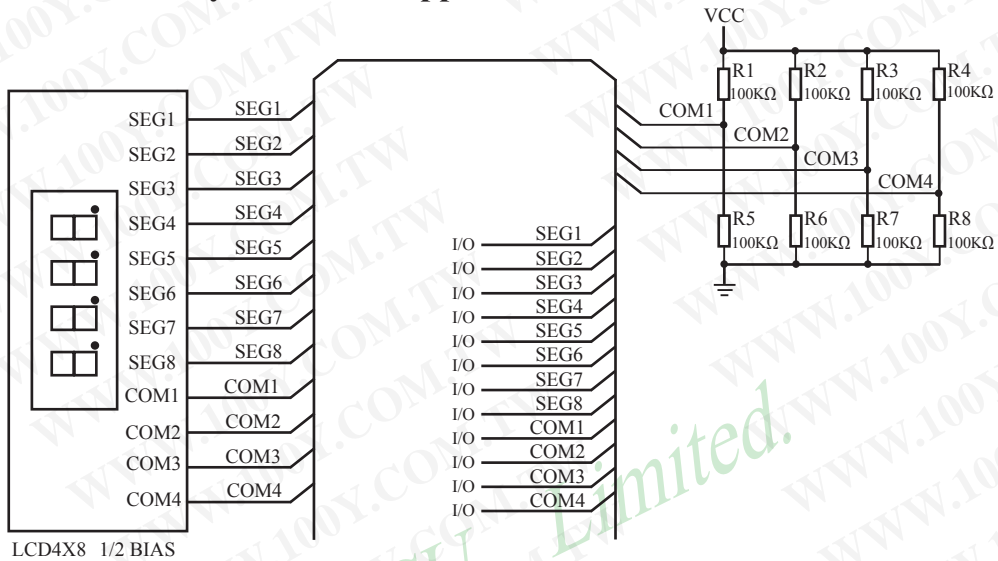 VCC
R1 100KΩ
R2 100KΩ
R3 100KΩ
R4 100KΩ
COM1
COM2
COM3
COM4
R5 100KΩ
R6 100KΩ
R7 100KΩ
R8 100KΩ
SEG1 SEG1
SEG2 SEG2
SEG3 SEG3
SEG4 SEG4
SEG5 SEG5
SEG6 SEG6
SEG7 SEG7
SEG8 SEG8
COM1 COM1
COM2 COM2
COM3 COM3
COM4 COM4
I/O SEG1
I/O SEG2
I/O SEG3
I/O SEG4
I/O SEG5
I/O SEG6
I/O SEG7
I/O SEG8
I/O COM1
I/O COM2
I/O COM3
I/O COM4
LCD4X8 1/2 BIAS
Limited.
WWW.100Y.COM.TW